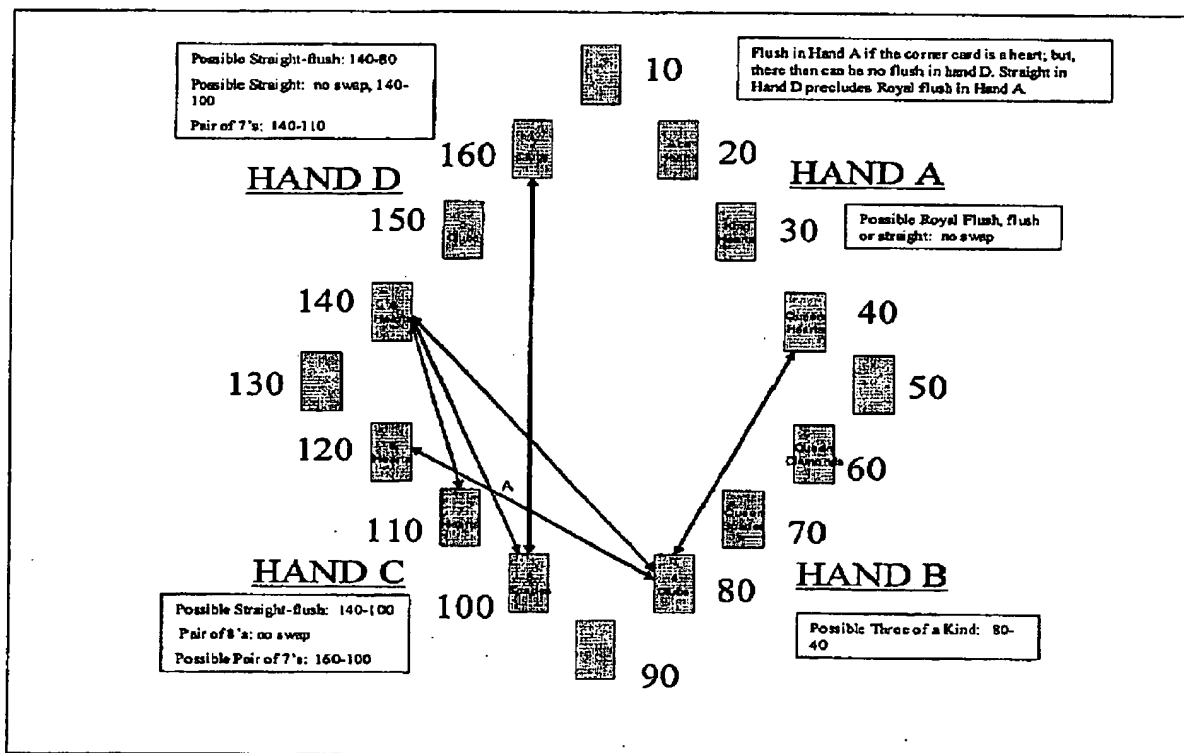 Possible Straight-flush: 140-80
Possible Straight: no swap, 140-
100
Pair of 7's: 140-110
10
Flush in Hand A if the corner card is a heart; but,
there then can be no flush in hand D. Straight in
Hand D precludes Royal flush in Hand A.
160
20
HAND D
HAND A
150
30
King
Possible Royal Flush, flush
or straight: no swap
140
Hearts
40
Queen
Hearts
130
50
120
Hearts
60
Queen
Diamonds
A
110
70
Queen
HAND C
100
80
Clubs
HAND B
Possible Straight-flush: 140-100
Pair of 8's: no swap
Possible Pair of 7's: 160-100
90
Possible Three of a Kind: 80-
40